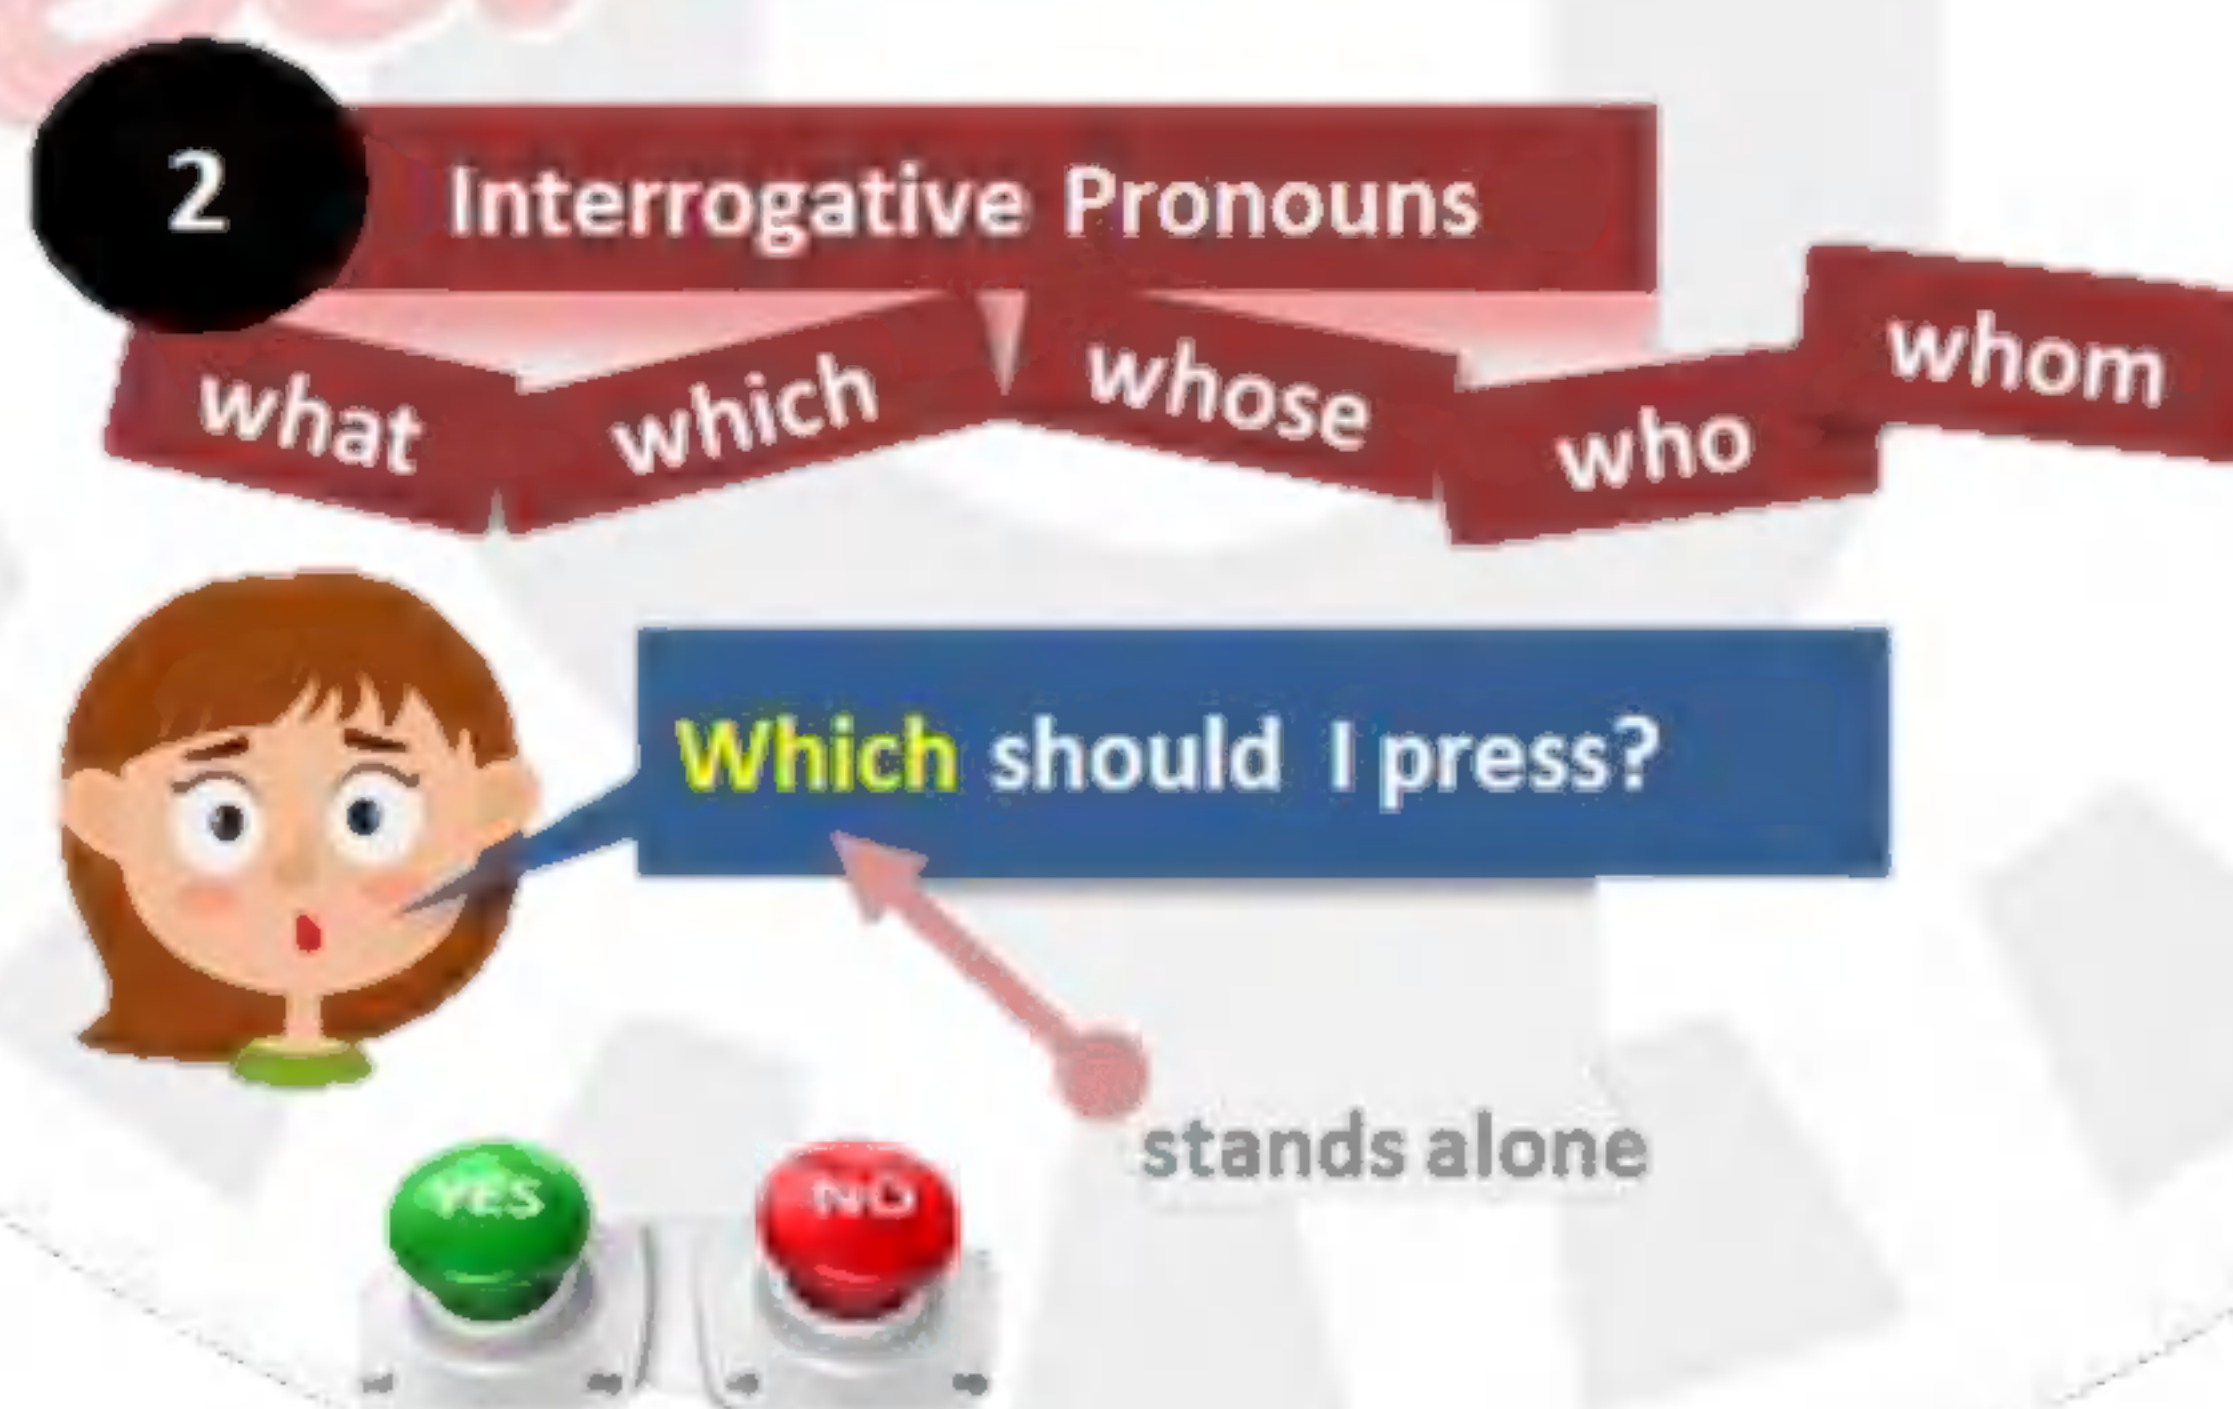 2
Interrogative Pronouns
what
which
whose
who
whom
Which should I press?
stands alone
YES
NO